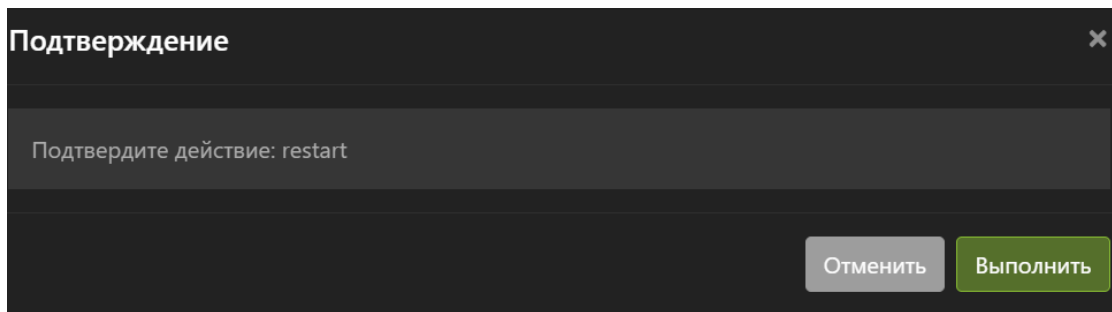 Подтверждение
Подтвердите действие: restart
Отменить Выполнить